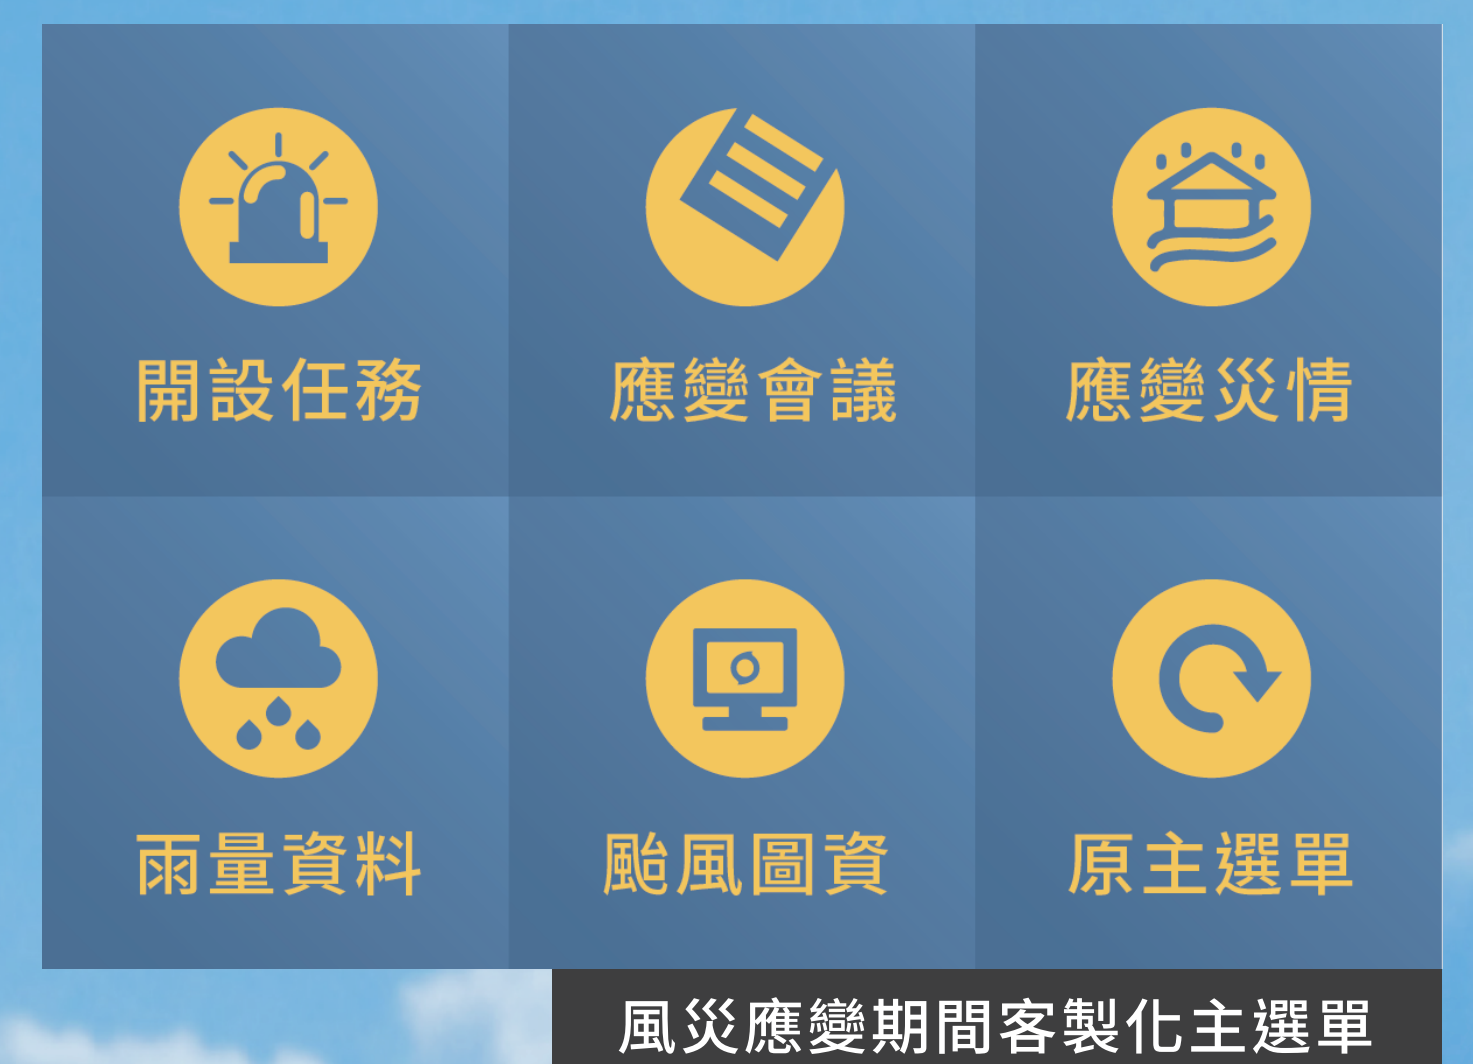 開設任務
應變會議
應變災情
雨量資料
颱風圖資
原主選單
風災應變期間客製化主選單